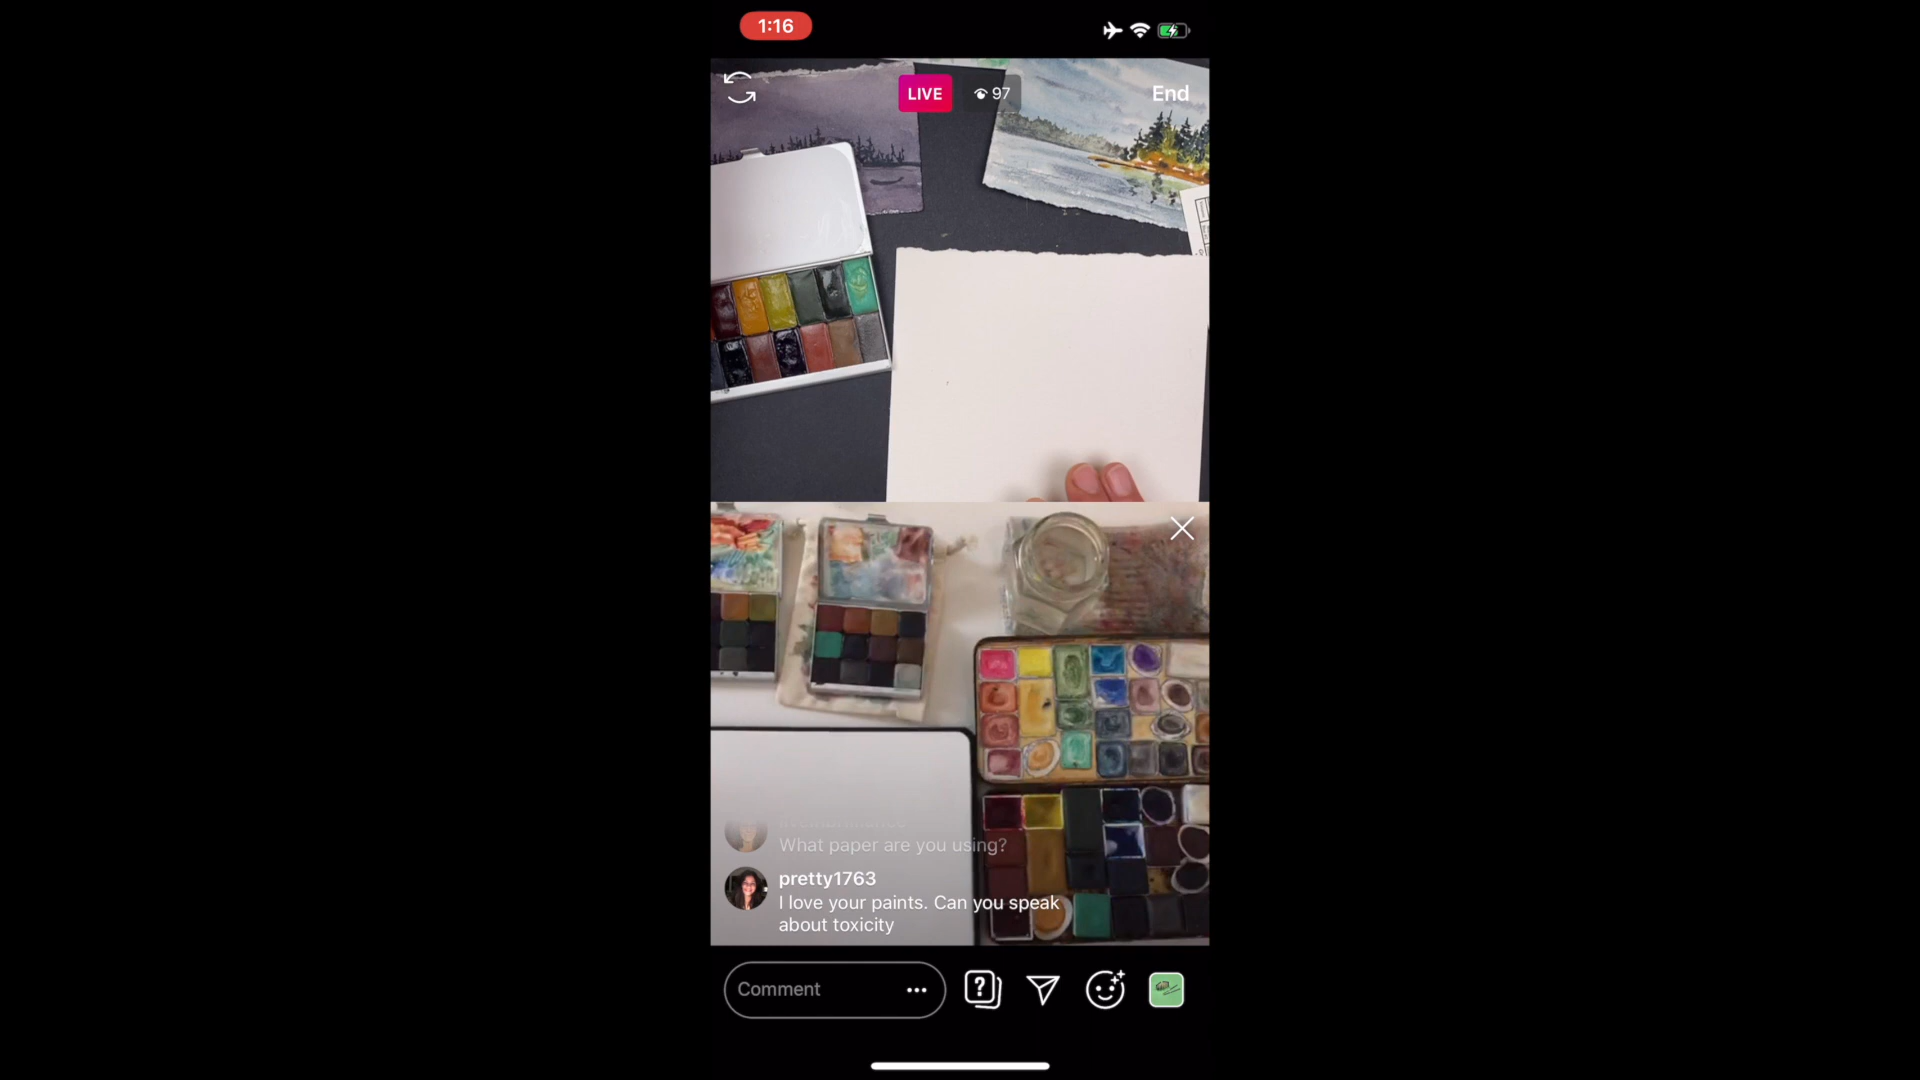 1:16
LIVE
97
End
What paper are you using?
pretty1763
I love your paints. Can you speak
about toxicity
Comment